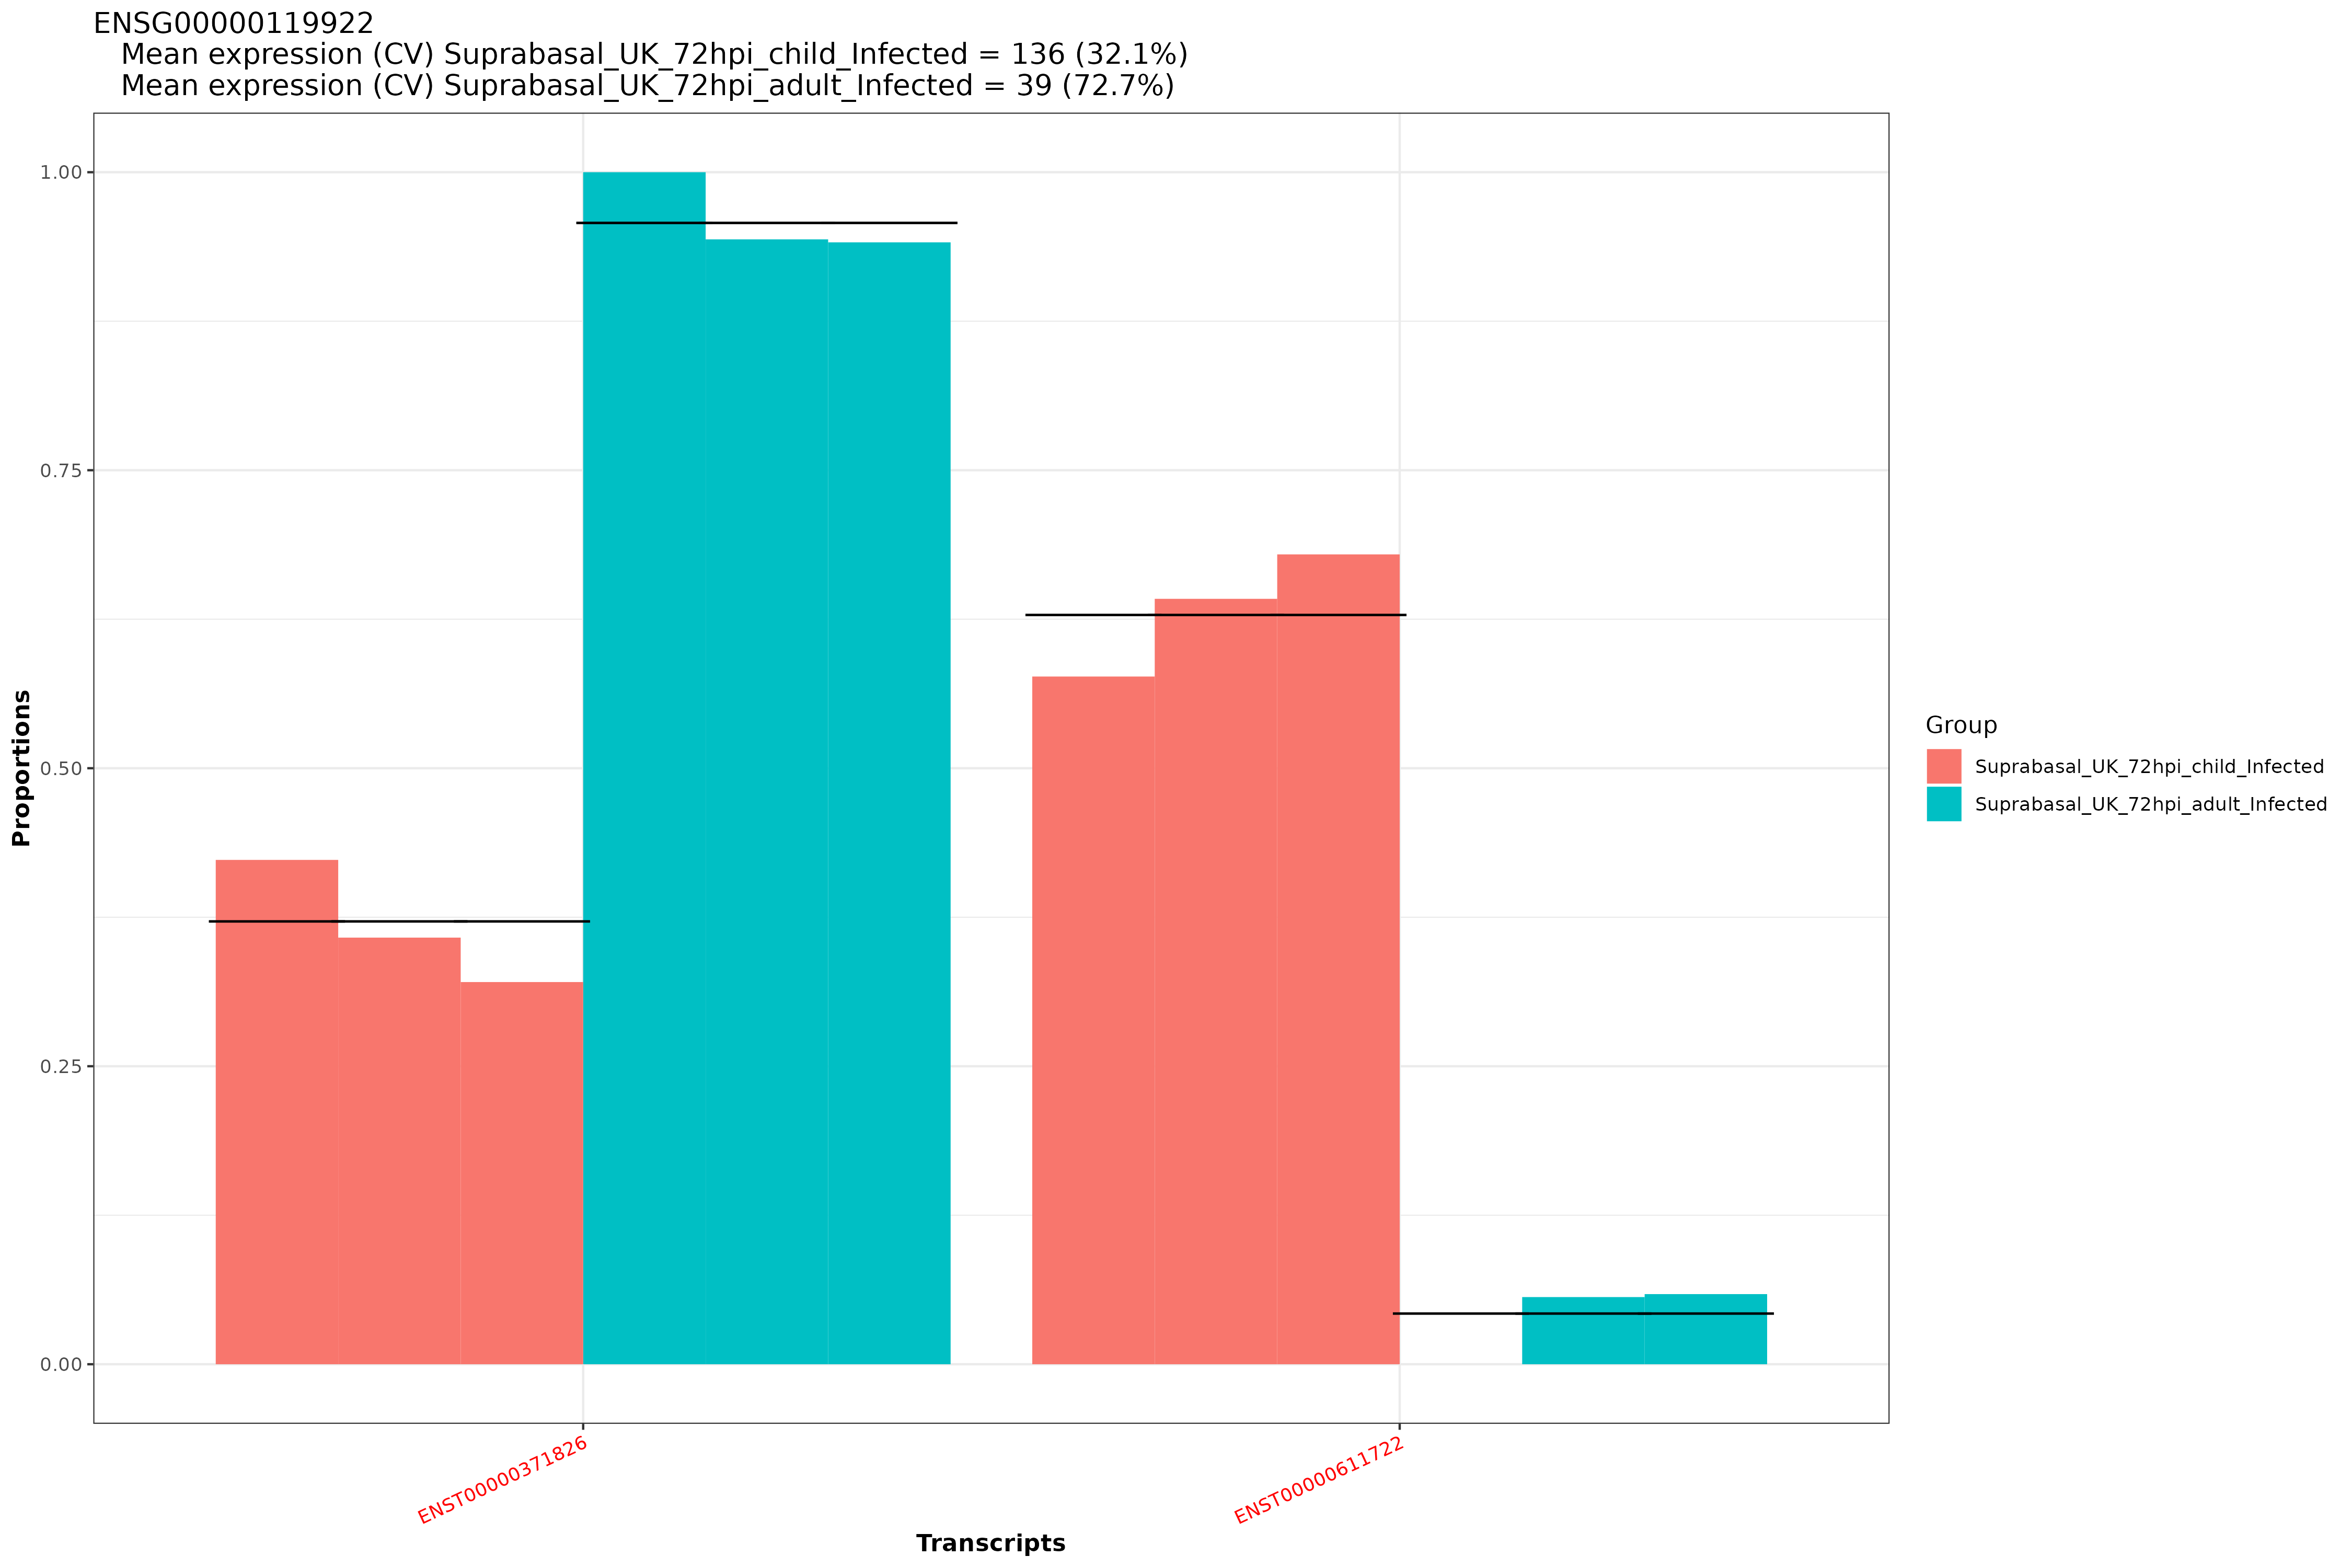 ENSG00000119922
Mean expression (CV) Suprabasal_UK_72hpi_child_Infected = 136 (32.1%)
Mean expression (CV) Suprabasal_UK_72hpi_adult_Infected = 39 (72.7%)
1.00
0.75
0.50
0.25
0.00
Proportions
ENST00000371826
ENST00000611722
Transcripts
Group
Suprabasal_UK_72hpi_child_Infected
Suprabasal_UK_72hpi_adult_Infected